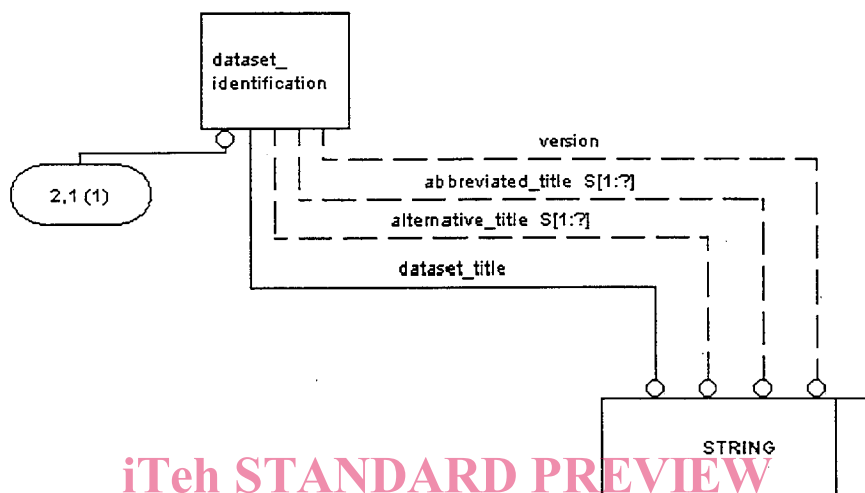 dataset_
identification
version
2,1 (1)
abbreviated_title S[1:?]
alternative_title S[1:?]
dataset_title
STRING
iTeh STANDARD PREVIEW